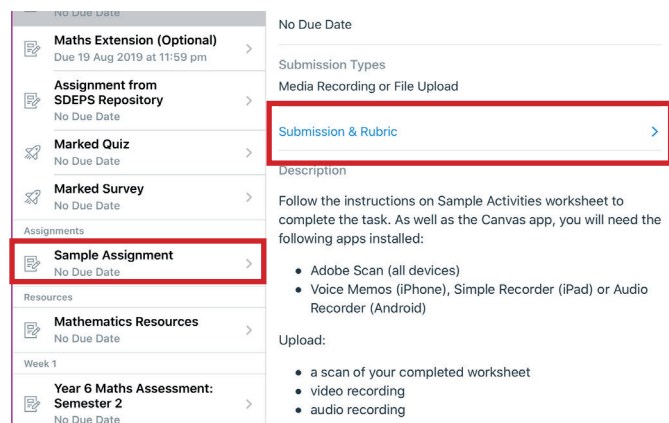 No Due Date
Maths Extension (Optional)
Due 19 Aug 2019 at 11:59 pm
Assignment from
SDEPS Repository
No Due Date
Marked Quiz
No Due Date
Marked Survey
No Due Date
Assignments
Sample Assignment
No Due Date
Resources
Mathematics Resources
No Due Date
Week 1
Year 6 Maths Assessment:
Semester 2
No Due Date
No Due Date
Submission Types
Media Recording or File Upload
Submission & Rubric
Description
Follow the instructions on Sample Activities worksheet to
complete the task. As well as the Canvas app, you will need the
following apps installed:
• Adobe Scan (all devices)
• Voice Memos (iPhone), Simple Recorder (iPad) or Audio
Recorder (Android)
Upload:
• a scan of your completed worksheet
• video recording
• audio recording